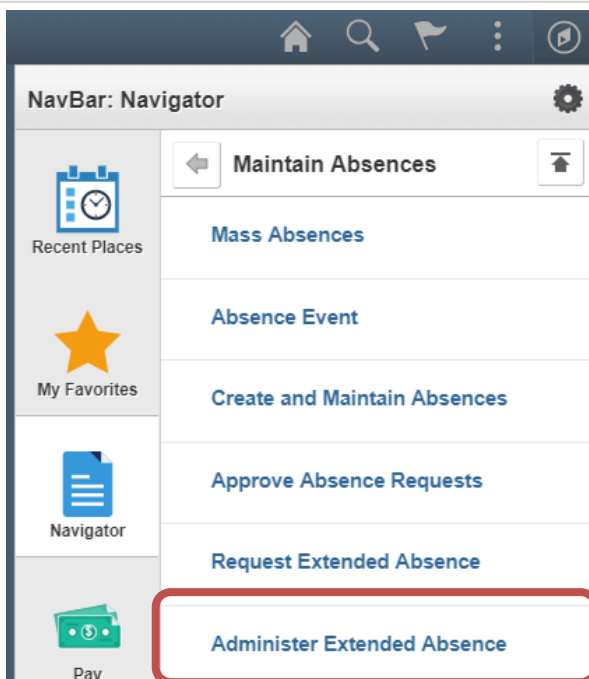 NavBar: Navigator
Maintain Absences
Recent Places
Mass Absences
Absence Event
My Favorites
Create and Maintain Absences
Approve Absence Requests
Navigator
Request Extended Absence
Administer Extended Absence
Pay